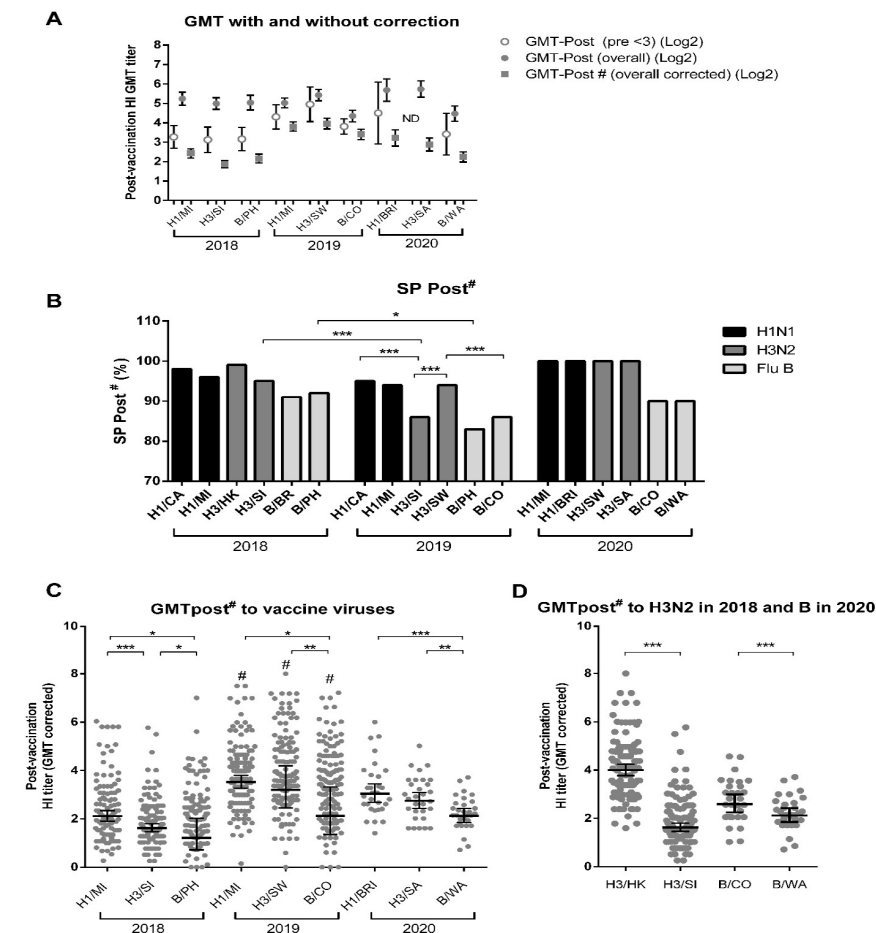 A
GMT with and without correction
GMT-Post (pre <3) (Log2)
GMT-Post (overall) (Log2)
GMT-Post # (overall corrected) (Log2)
Post-vaccination HI GMT titer
8
7
6
5
4
3
2
1
0
ND
H1/MI H3/SI B/PH H1/MI H3/SW B/CO H1/BRI H3/SA B/WA
2018 2019 2020
B
SP Post#
H1N1
H3N2
Flu B
SP Post # (%)
110
100
90
80
70
*
***
*** ***
***
H1/CA H1/MI H3/HK H3/SI B/BR B/PH H1/CA H1/MI H3/SI H3/SW B/PH B/CO H1/MI H1/BRI H3/SW H3/SA B/CO B/WA
2018 2019 2020
C
GMTpost# to vaccine viruses
Post-vaccination
HI titer (GMT corrected)
10
8
6
4
2
0
* * ***
*** * ** **
# # #
H1/MI H3/SI B/PH H1/MI H3/SW B/CO H1/BRI H3/SA B/WA
2018 2019 2020
D
GMTpost# to H3N2 in 2018 and B in 2020
Post-vaccination
HI titer (GMT corrected)
10
8
6
4
2
0
*** ***
H3/HK H3/SI B/CO B/WA